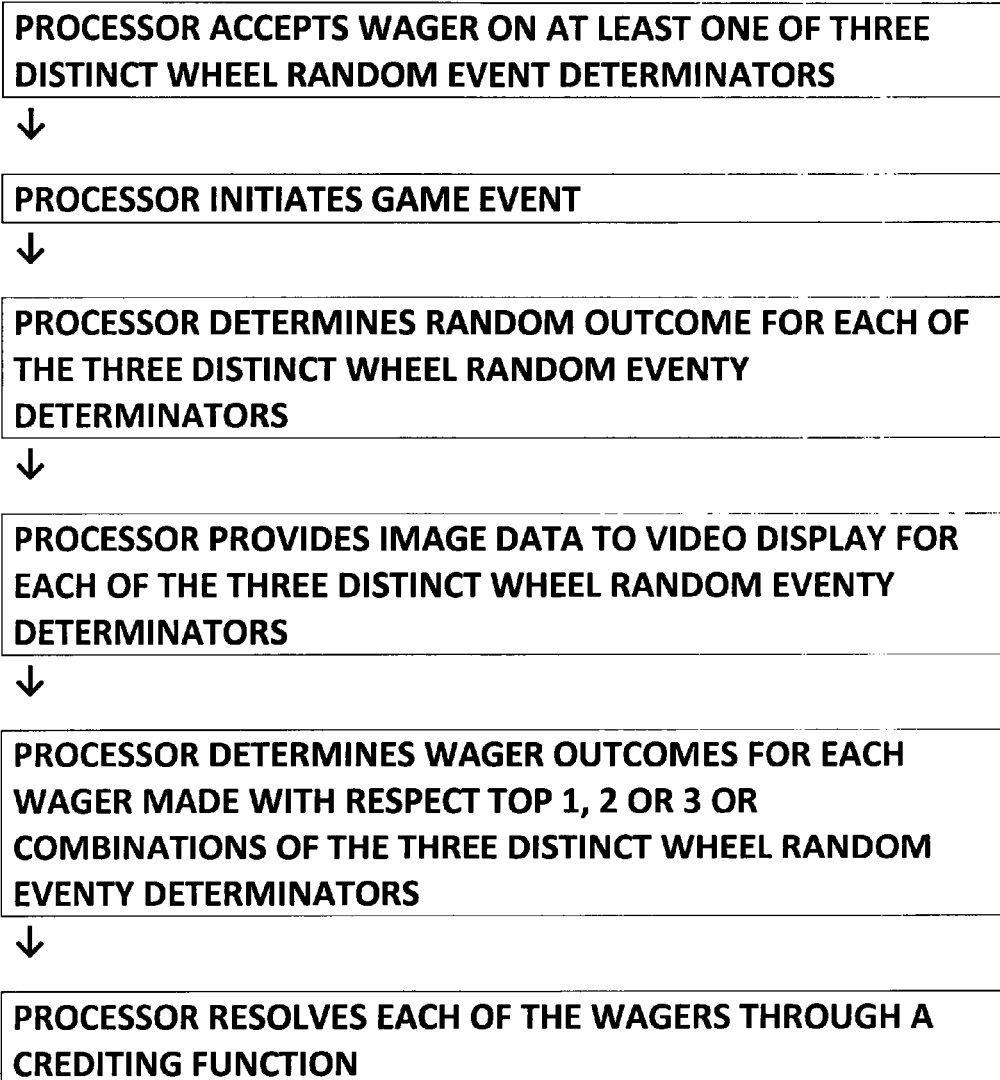 PROCESSOR ACCEPTS WAGER ON AT LEAST ONE OF THREE
DISTINCT WHEEL RANDOM EVENT DETERMINATORS
↓
PROCESSOR INITIATES GAME EVENT
↓
PROCESSOR DETERMINES RANDOM OUTCOME FOR EACH OF
THE THREE DISTINCT WHEEL RANDOM EVENTY
DETERMINATORS
↓
PROCESSOR PROVIDES IMAGE DATA TO VIDEO DISPLAY FOR
EACH OF THE THREE DISTINCT WHEEL RANDOM EVENTY
DETERMINATORS
↓
PROCESSOR DETERMINES WAGER OUTCOMES FOR EACH
WAGER MADE WITH RESPECT TOP 1, 2 OR 3 OR
COMBINATIONS OF THE THREE DISTINCT WHEEL RANDOM
EVENTY DETERMINATORS
↓
PROCESSOR RESOLVES EACH OF THE WAGERS THROUGH A
CREDITING FUNCTION